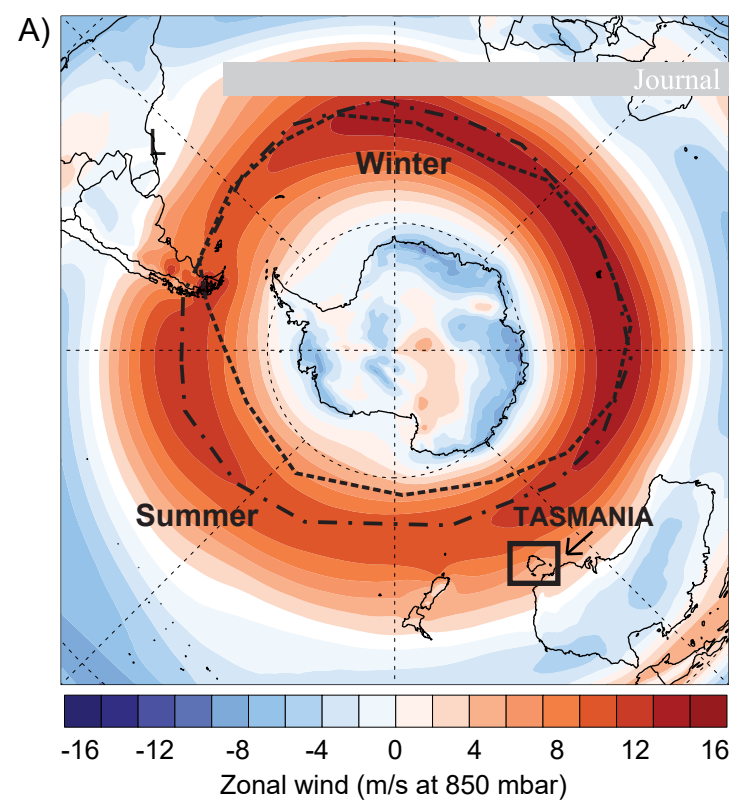 A)
Journal
L
Winter
Summer
TASMANIA
-16 -12 -8 -4 0 4 8 12 16
Zonal wind (m/s at 850 mbar)